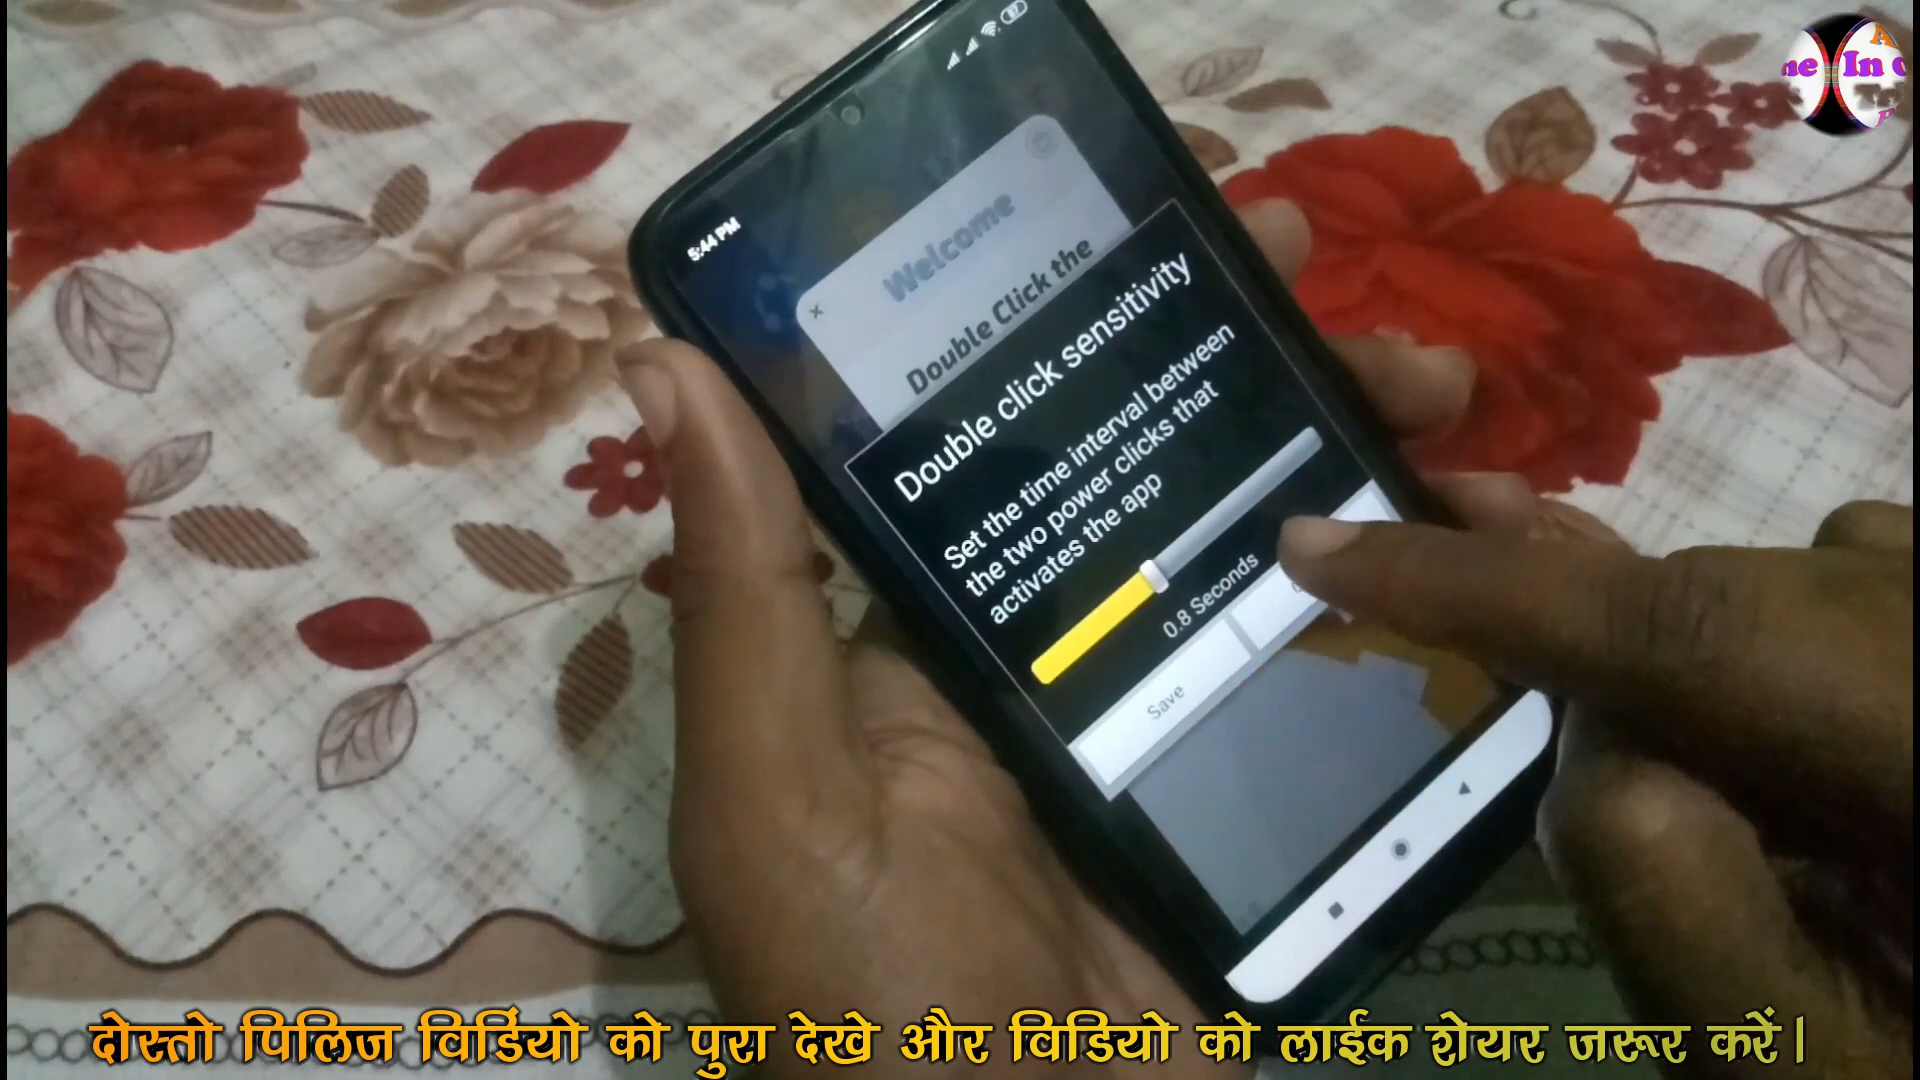 5:44 PM
Welcome
Double Click the
Double click sensitivity
Set the time interval between
the two power clicks that
activates the app
0.8 Seconds
Save
In
दोस्तो पिलिज विर्डियो को पुरा देखे और विडियो को लाईक शेयर जरूर करें|